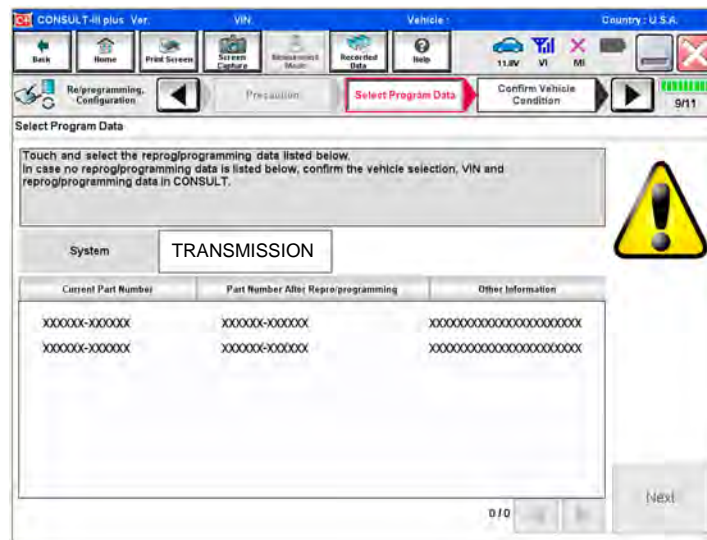 CONSULT-III plus Ver. VIN: Vehicle : Country : U.S.A.
Back Home Print Screen Screen Capture Measurement Mode Recorded Data Help 11.8V VI MI
Re/programming, Configuration Precaution Select Program Data Confirm Vehicle Condition 9/11
Select Program Data
Touch and select the reprog/programming data listed below.
In case no reprog/programming data is listed below, confirm the vehicle selection, VIN and
reprog/programming data in CONSULT.
System TRANSMISSION
Current Part Number Part Number After Repro/programming Other Information
XXXXXX-XXXXXX XXXXXX-XXXXXX XXXXXXXXXXXXXXXXXXXXXXX
XXXXXX-XXXXXX XXXXXX-XXXXXX XXXXXXXXXXXXXXXXXXXXXXX
Next
0/0